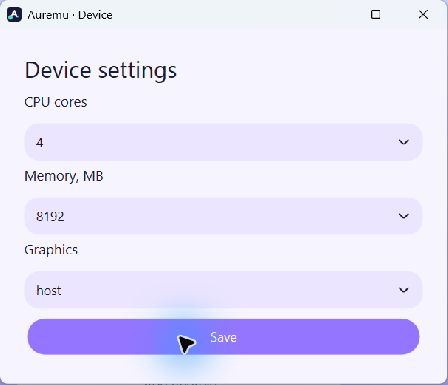 Auremu · Device
Device settings
CPU cores
4
Memory, MB
8192
Graphics
host
Save